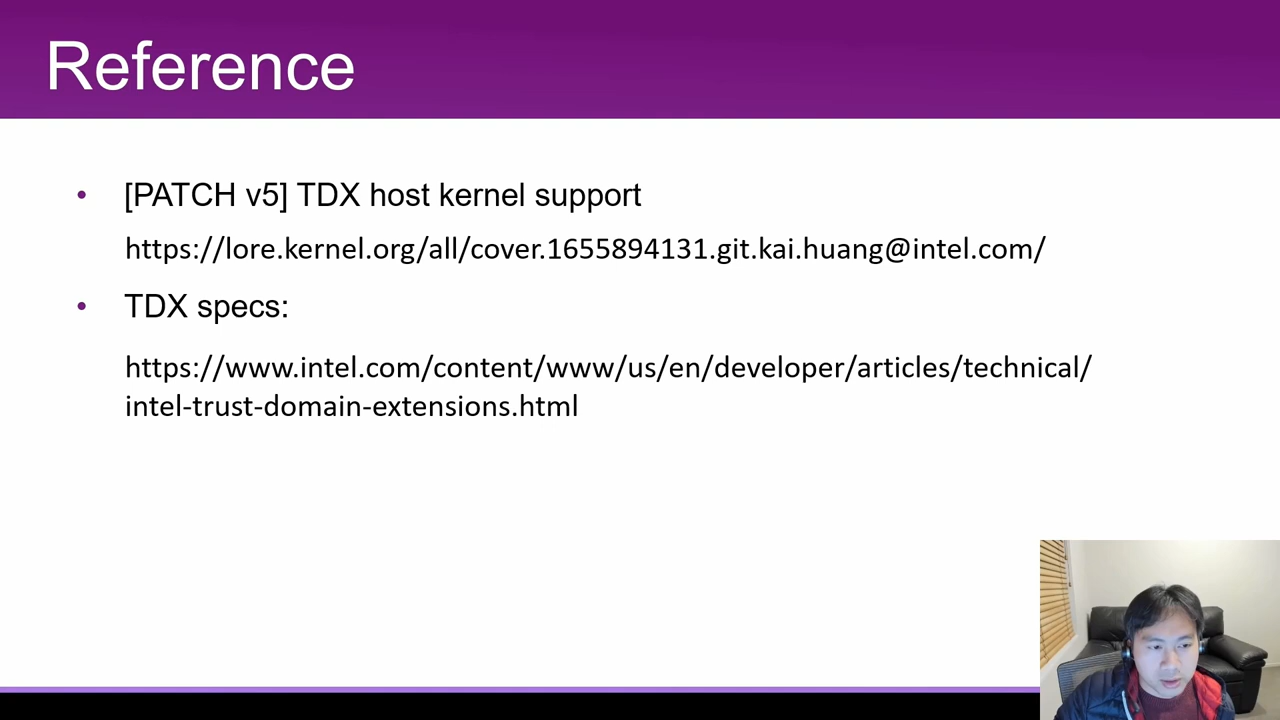 Reference
• [PATCH v5] TDX host kernel support
https://lore.kernel.org/all/cover.1655894131.git.kai.huang@intel.com/
• TDX specs:
https://www.intel.com/content/www/us/en/developer/articles/technical/
intel-trust-domain-extensions.html